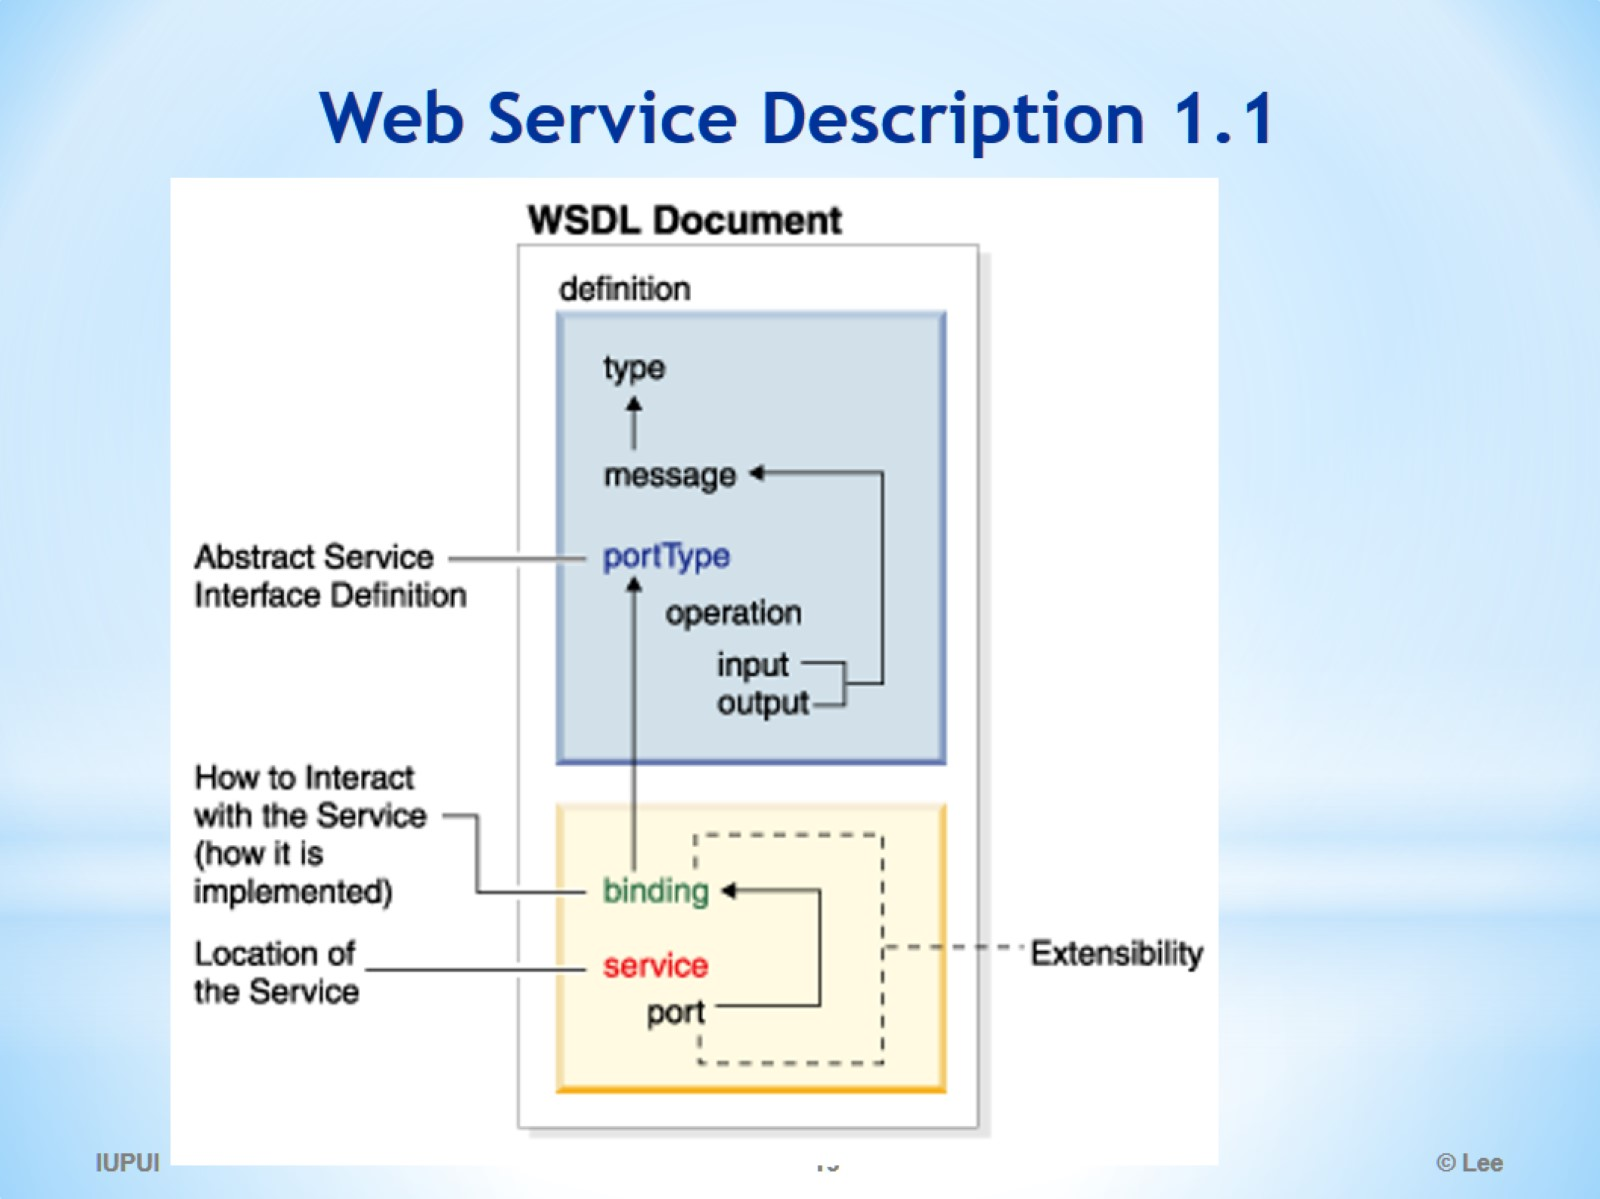 Web Service Description 1.1
WSDL Document
definition
type
message
Abstract Service
Interface Definition
portType
operation
input
output
How to Interact
with the Service
(how it is
implemented)
binding
Location of
the Service
service
port
Extensibility
IUPUI
© Lee